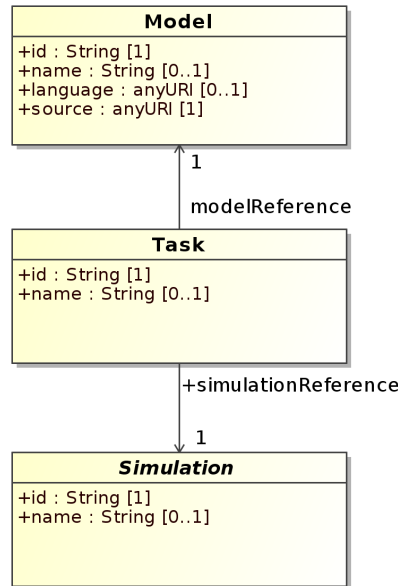 Model
+id : String [1]
+name : String [0..1]
+language : anyURI [0..1]
+source : anyURI [1]
1
modelReference
Task
+id : String [1]
+name : String [0..1]
+simulationReference
1
Simulation
+id : String [1]
+name : String [0..1]